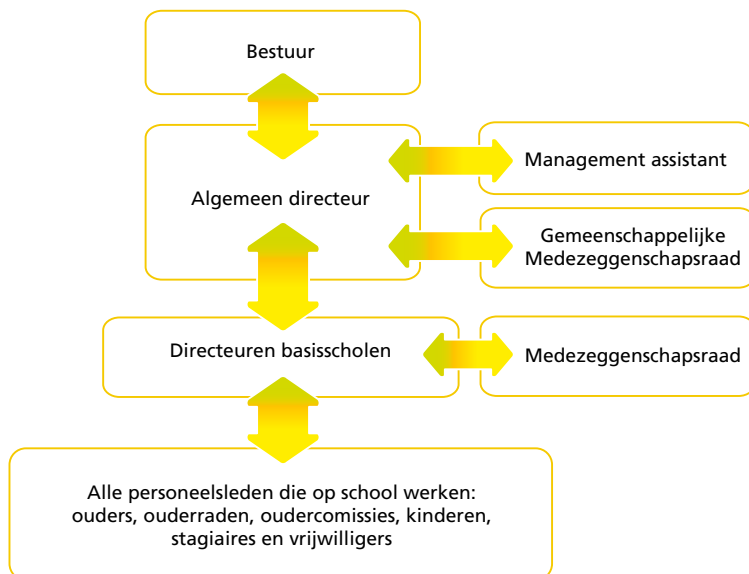 Bestuur
Management assistant
Algemeen directeur
Gemeenschappelijke
Medezeggenschapsraad
Directeuren basisscholen
Medezeggenschapsraad
Alle personeelsleden die op school werken:
ouders, ouderraden, oudercomissies, kinderen,
stagiaires en vrijwilligers